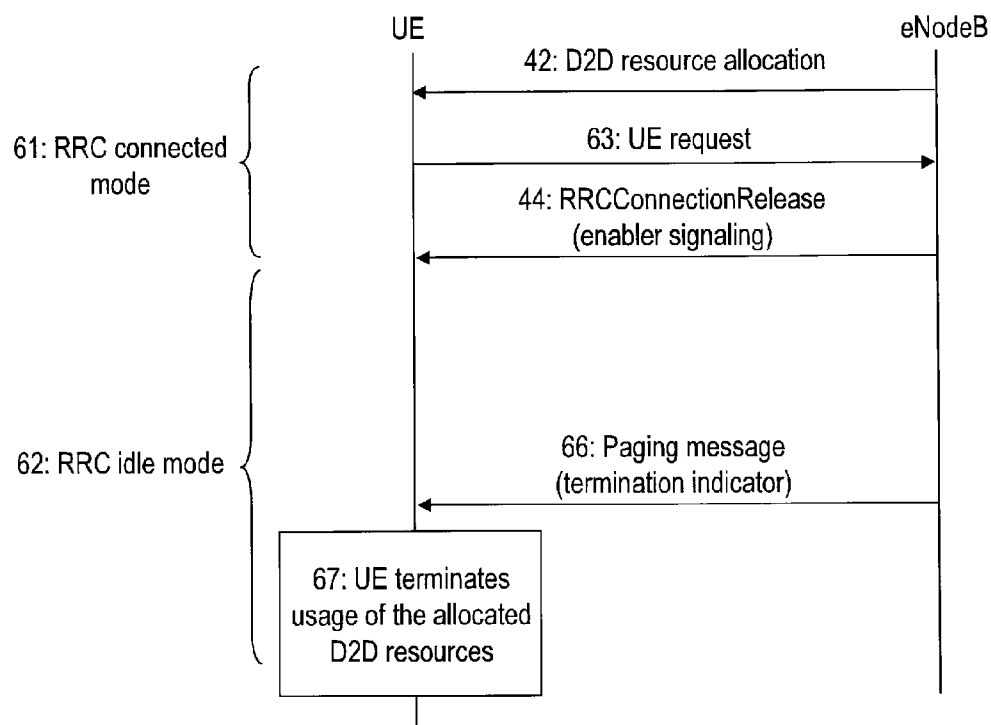 UE
eNodeB
42: D2D resource allocation
61: RRC connected
mode
63: UE request
44: RRCConnectionRelease
(enabler signaling)
62: RRC idle mode
66: Paging message
(termination indicator)
67: UE terminates
usage of the allocated
D2D resources